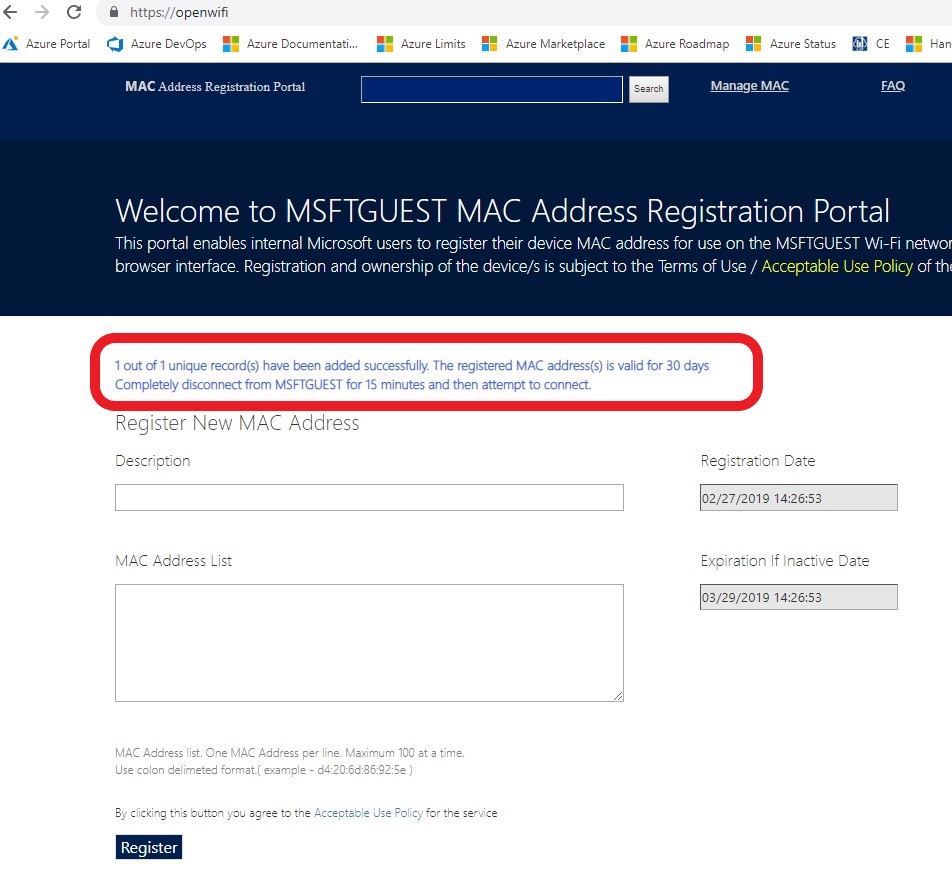 https://openwifi
Azure Portal Azure DevOps Azure Documentati... Azure Limits Azure Marketplace Azure Roadmap Azure Status CE Han
MAC Address Registration Portal Search Manage MAC FAQ
Welcome to MSFTGUEST MAC Address Registration Portal
This portal enables internal Microsoft users to register their device MAC address for use on the MSFTGUEST Wi-Fi networ
browser interface. Registration and ownership of the device/s is subject to the Terms of Use / Acceptable Use Policy of the
1 out of 1 unique record(s) have been added successfully. The registered MAC address(s) is valid for 30 days
Completely disconnect from MSFTGUEST for 15 minutes and then attempt to connect.
Register New MAC Address
Description
Registration Date
02/27/2019 14:26:53
MAC Address List
Expiration If Inactive Date
03/29/2019 14:26:53
MAC Address list. One MAC Address per line. Maximum 100 at a time.
Use colon delimeted format.( example - d4:20:6d:86:92:5e )
By clicking this button you agree to the Acceptable Use Policy for the service
Register